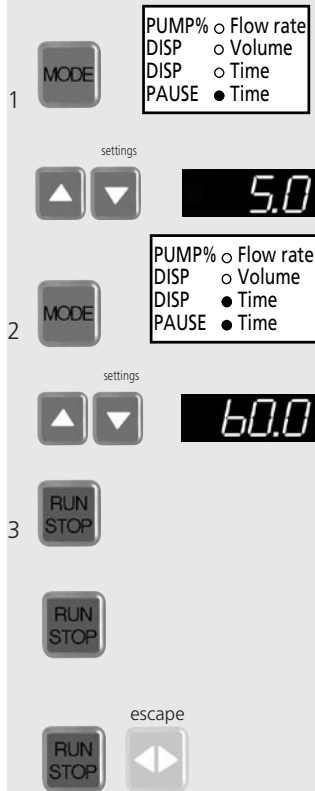 PUMP% Flow rate
DISP Volume
DISP Time
PAUSE Time
1 MODE
settings
5.0
PUMP% Flow rate
DISP Volume
DISP Time
PAUSE Time
2 MODE
settings
60.0
3 RUN
STOP
RUN
STOP
escape
RUN
STOP